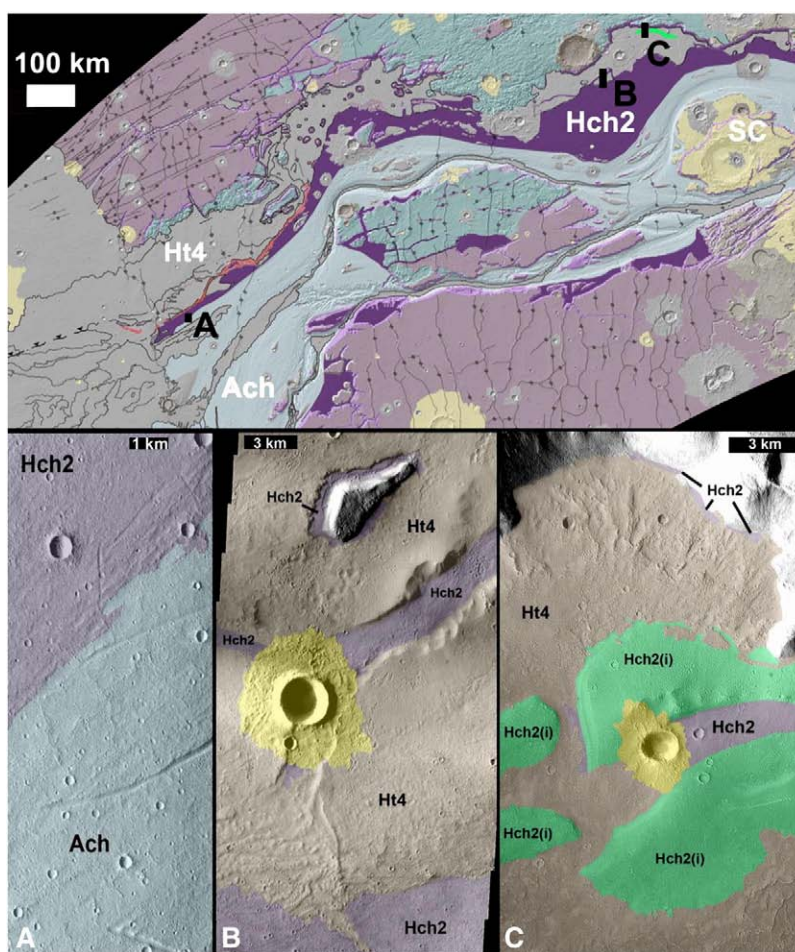 100 km
C
B
Hch2
SC
Ht4
A
Ach
Hch2
1 km
Ach
A
3 km
Hch2
Ht4
Hch2
Hch2
Ht4
Hch2
B
3 km
Hch2
Ht4
Hch2(i)
Hch2
Hch2(i)
Hch2(i)
Hch2(i)
C